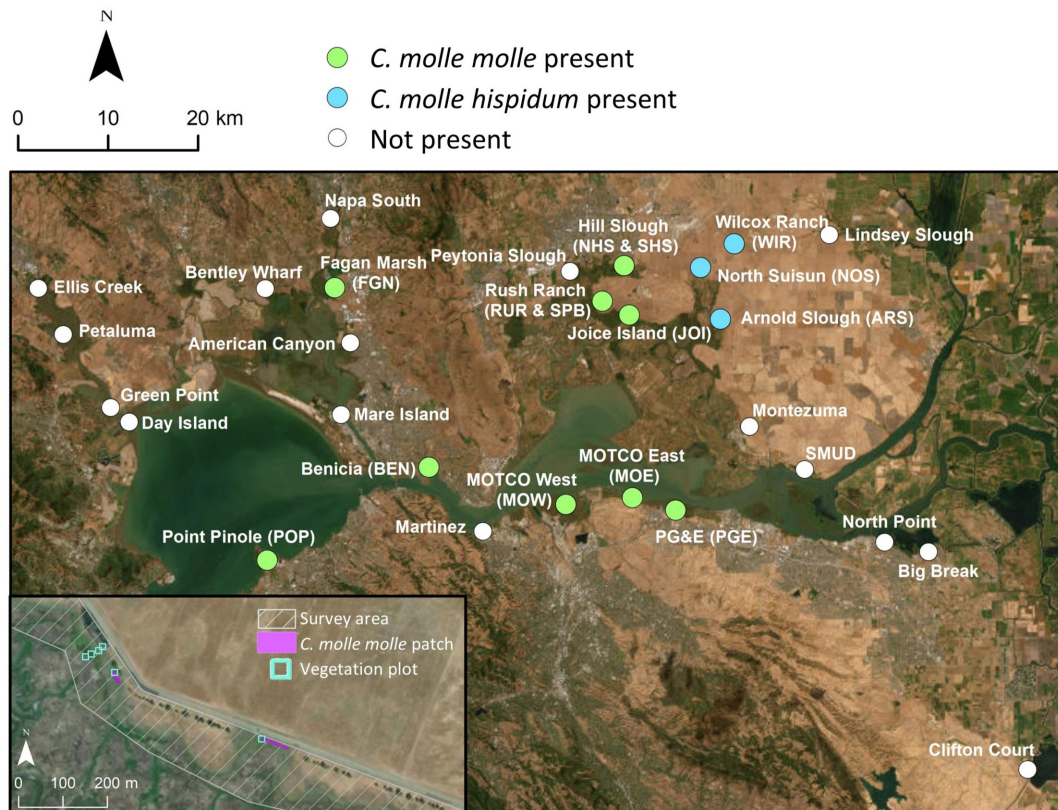 N
0 10 20 km
C. molle molle present
C. molle hispidum present
Not present
Napa South
Hill Slough
(NHS & SHS)
Wilcox Ranch
(WIR)
Lindsey Slough
Peytonia Slough
North Suisun (NOS)
Ellis Creek
Bentley Wharf
Fagan Marsh
(FGN)
Rush Ranch
(RUR & SPB)
Joice Island (JOI)
Arnold Slough (ARS)
Petaluma
American Canyon
Green Point
Day Island
Mare Island
Montezuma
Benicia (BEN)
MOTCO West
(MOW)
MOTCO East
(MOE)
SMUD
Martinez
PG&E (PGE)
North Point
Big Break
Point Pinole (POP)
Survey area
C. molle molle patch
Vegetation plot
N
0 100 200 m
Clifton Court